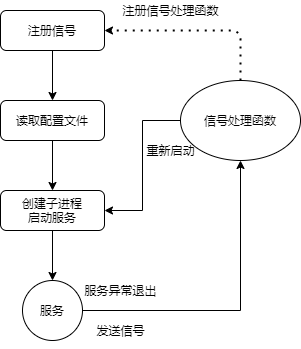 注册信号处理函数
注册信号
读取配置文件
信号处理函数
重新启动
创建子进程
启动服务
服务异常退出
服务
发送信号